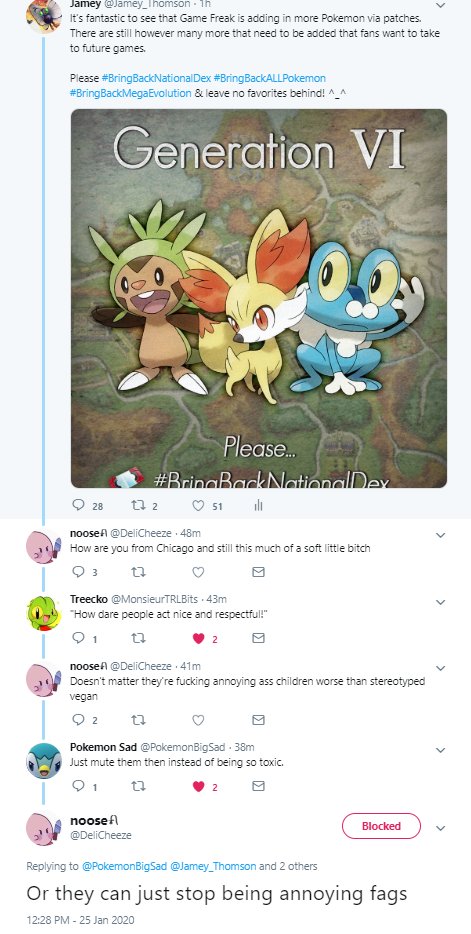 Jamey @Jamey_Thomson · 1h
It's fantastic to see that Game Freak is adding in more Pokemon via patches.
There are still however many more that need to be added that fans want to take
to future games.
Please #BringBackNationalDex #BringBackALLPokemon
#BringBackMegaEvolution & leave no favorites behind! ^_^
Generation VI
Please...
#BringBackNationalDex
28 2 51
noose @DeliCheeze · 48m
How are you from Chicago and still this much of a soft little bitch
3
Treecko @MonsieurTRLBits · 43m
"How dare people act nice and respectful!"
1 2
noose @DeliCheeze · 41m
Doesn't matter they're fucking annoying ass children worse than stereotyped
vegan
2
Pokemon Sad @PokemonBigSad · 38m
Just mute them then instead of being so toxic.
1 2
noose
@DeliCheeze
Blocked
Replying to @PokemonBigSad @Jamey_Thomson and 2 others
Or they can just stop being annoying fags
12:28 PM - 25 Jan 2020